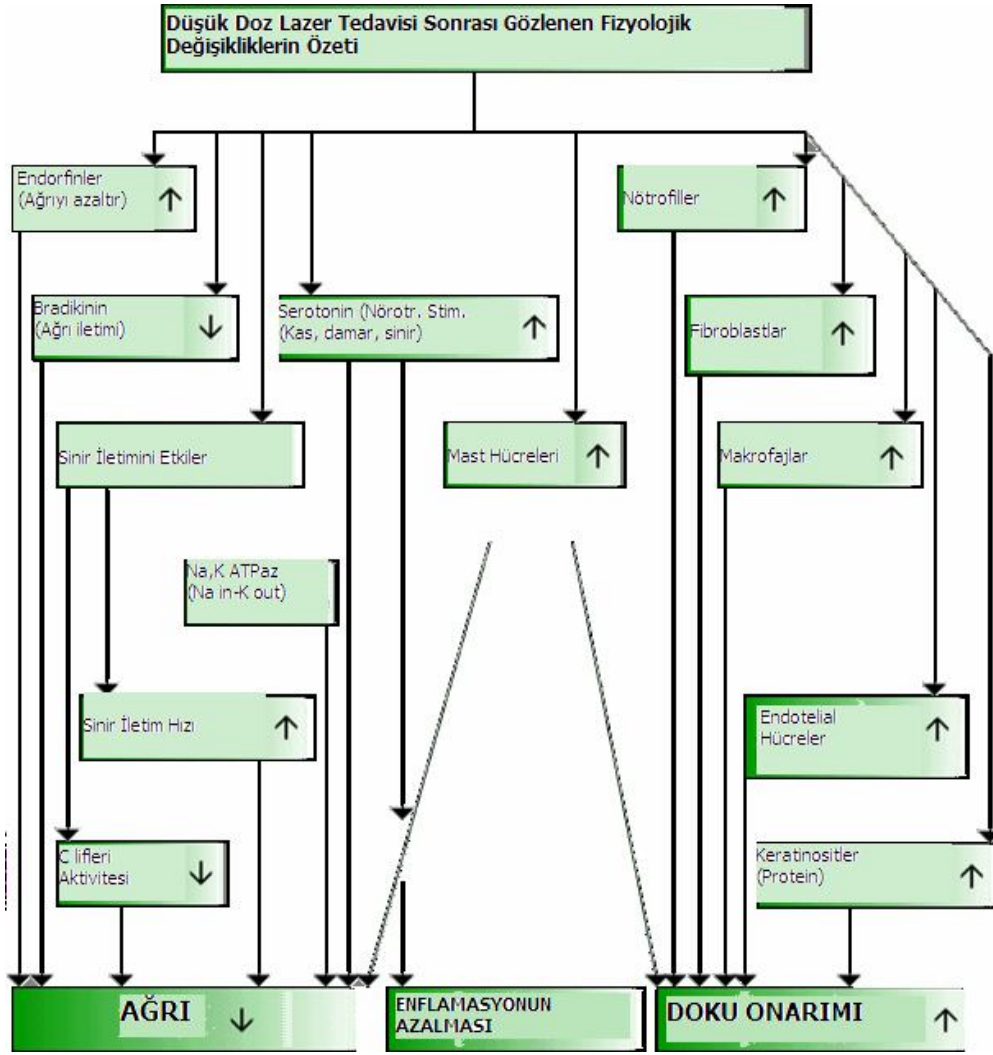 Düşük Doz Lazer Tedavisi Sonrası Gözlenen Fizyolojik
Değişikliklerin Özeti
Endorfinler
(Ağrıyı azaltır)
Nötrofiller
Bradikinin
(Ağrı iletimi)
Serotonin (Nörotr. Stim.
(Kas, damar, sinir)
Fibroblastlar
Sinir İletimini Etkiler
Mast Hücreleri
Makrofajlar
Na,K ATPaz
(Na in-K out)
Sinir İletim Hızı
Endotelial
Hücreler
C lifleri
Aktivitesi
Keratinositler
(Protein)
AĞRI
ENFLAMASYONUN
AZALMASI
DOKU ONARIMI